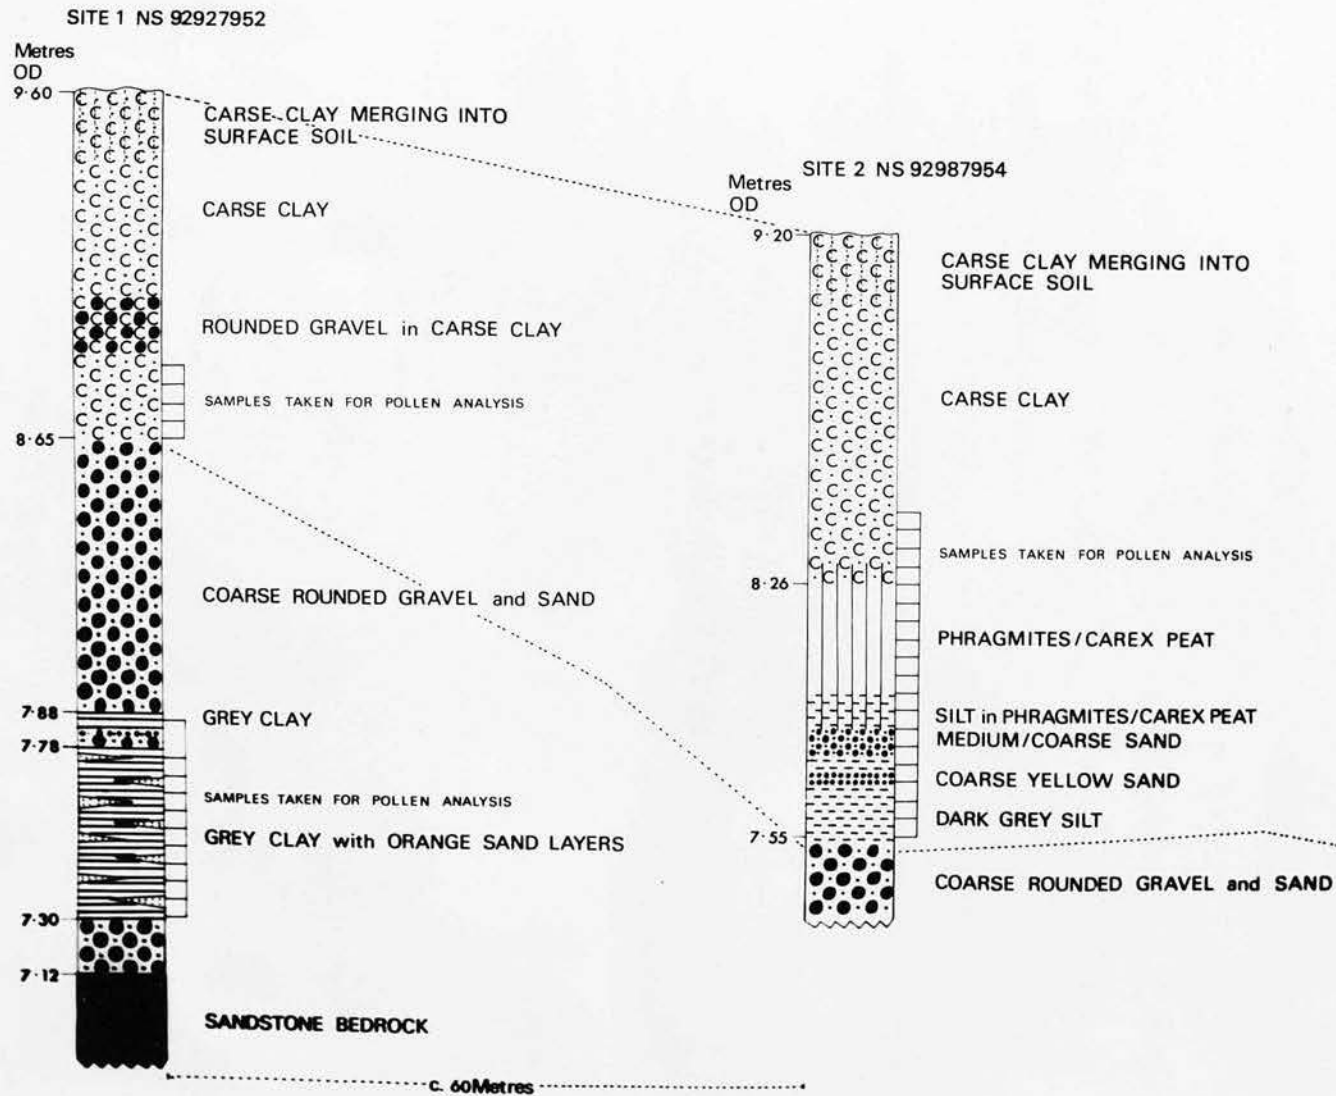 SITE 1 NS 92927952
Metres
OD
9·60
CARSE CLAY MERGING INTO
SURFACE SOIL
CARSE CLAY
ROUNDED GRAVEL in CARSE CLAY
SAMPLES TAKEN FOR POLLEN ANALYSIS
8·65
COARSE ROUNDED GRAVEL and SAND
7·88
GREY CLAY
7·78
SAMPLES TAKEN FOR POLLEN ANALYSIS
GREY CLAY with ORANGE SAND LAYERS
7·30
7·12
SANDSTONE BEDROCK
c. 60Metres
SITE 2 NS 92987954
Metres
OD
9·20
CARSE CLAY MERGING INTO
SURFACE SOIL
CARSE CLAY
SAMPLES TAKEN FOR POLLEN ANALYSIS
8·26
PHRAGMITES/CAREX PEAT
SILT in PHRAGMITES/CAREX PEAT
MEDIUM/COARSE SAND
COARSE YELLOW SAND
DARK GREY SILT
7·55
COARSE ROUNDED GRAVEL and SAND